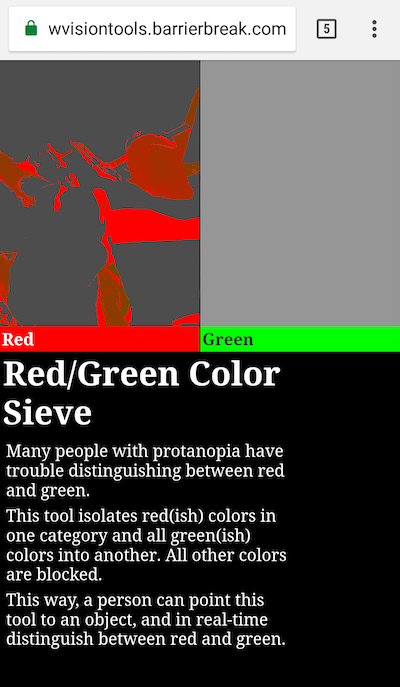 wvisiontools.barrierbreak.com
5
Red
Green
Red/Green Color
Sieve
Many people with protanopia have
trouble distinguishing between red
and green.
This tool isolates red(ish) colors in
one category and all green(ish)
colors into another. All other colors
are blocked.
This way, a person can point this
tool to an object, and in real-time
distinguish between red and green.